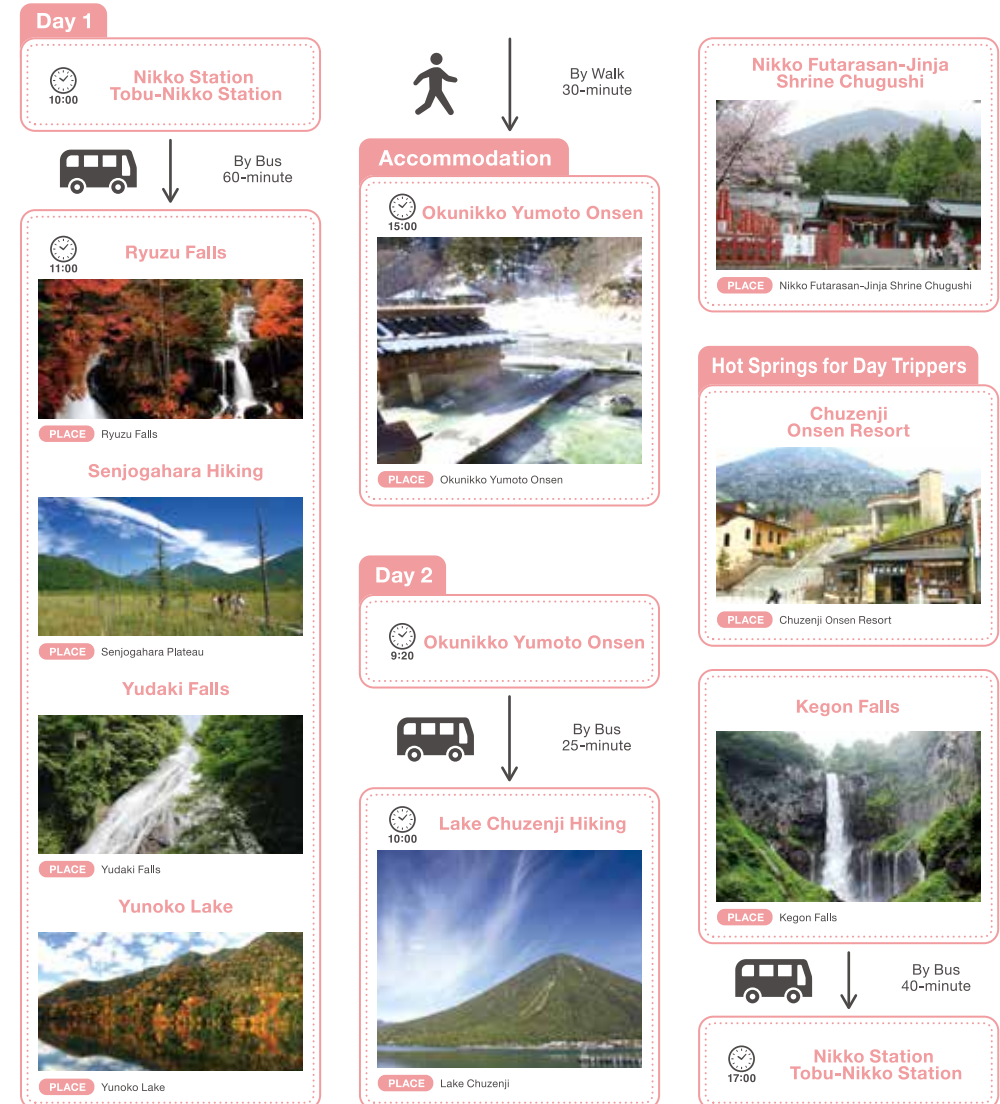 Day 1
10:00
Nikko Station
Tobu-Nikko Station
By Bus
60-minute
11:00
Ryuzu Falls
PLACE Ryuzu Falls
Senjogahara Hiking
PLACE Senjogahara Plateau
Yudaki Falls
PLACE Yudaki Falls
Yunoko Lake
PLACE Yunoko Lake
By Walk
30-minute
Accommodation
15:00
Okunikko Yumoto Onsen
PLACE Okunikko Yumoto Onsen
Day 2
9:20
Okunikko Yumoto Onsen
By Bus
25-minute
10:00
Lake Chuzenji Hiking
PLACE Lake Chuzenji
Nikko Futarasan-Jinja
Shrine Chugushi
PLACE Nikko Futarasan-Jinja Shrine Chugushi
Hot Springs for Day Trippers
Chuzenji
Onsen Resort
PLACE Chuzenji Onsen Resort
Kegon Falls
PLACE Kegon Falls
By Bus
40-minute
17:00
Nikko Station
Tobu-Nikko Station